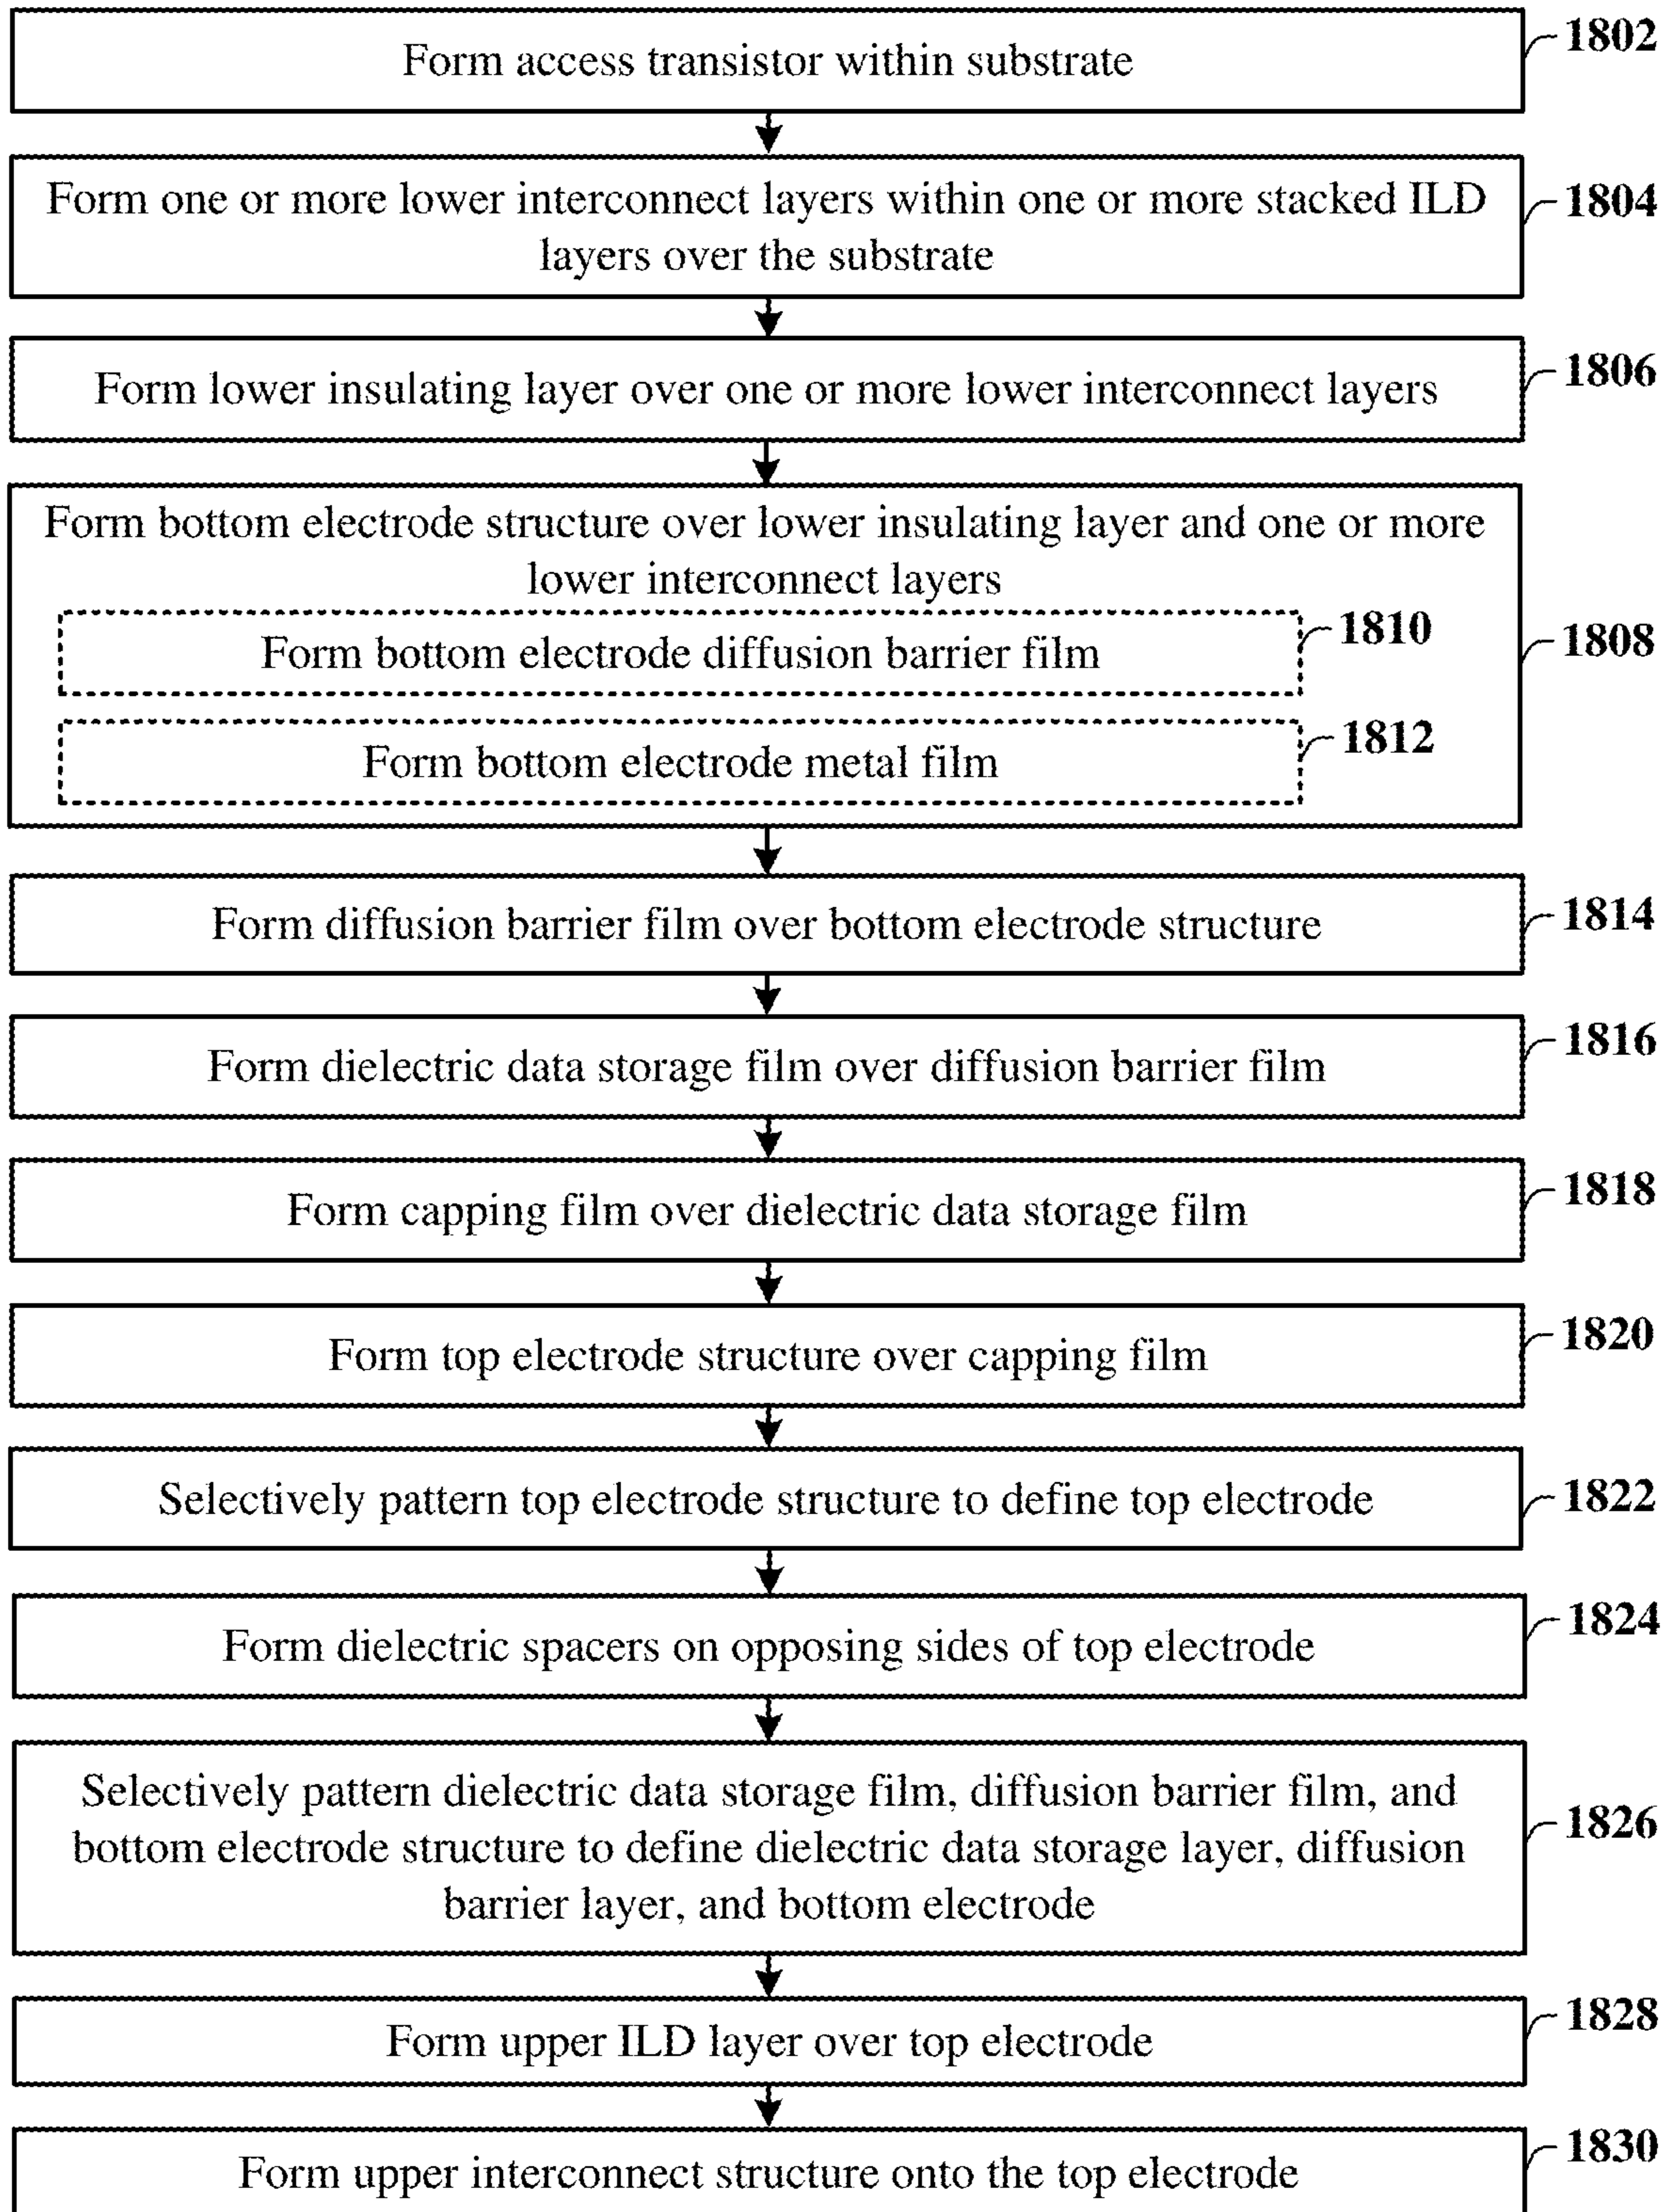 Form access transistor within substrate
1802
Form one or more lower interconnect layers within one or more stacked ILD
layers over the substrate
1804
Form lower insulating layer over one or more lower interconnect layers
1806
Form bottom electrode structure over lower insulating layer and one or more
lower interconnect layers
1808
Form bottom electrode diffusion barrier film
1810
Form bottom electrode metal film
1812
Form diffusion barrier film over bottom electrode structure
1814
Form dielectric data storage film over diffusion barrier film
1816
Form capping film over dielectric data storage film
1818
Form top electrode structure over capping film
1820
Selectively pattern top electrode structure to define top electrode
1822
Form dielectric spacers on opposing sides of top electrode
1824
Selectively pattern dielectric data storage film, diffusion barrier film, and
bottom electrode structure to define dielectric data storage layer, diffusion
barrier layer, and bottom electrode
1826
Form upper ILD layer over top electrode
1828
Form upper interconnect structure onto the top electrode
1830